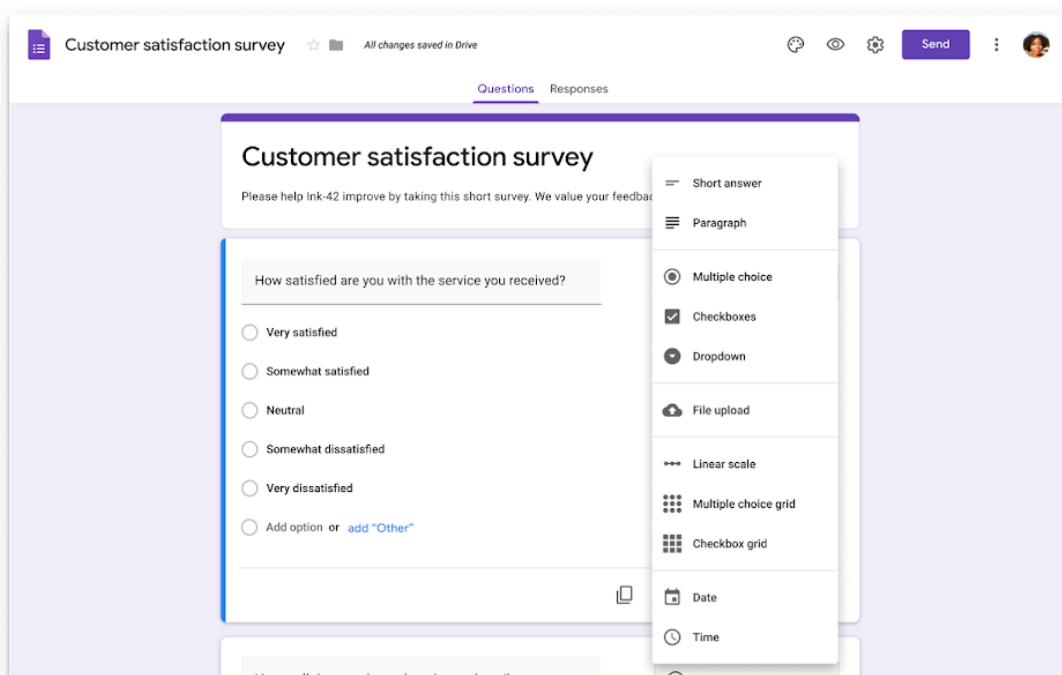 Customer satisfaction survey
All changes saved in Drive
Send
Questions
Responses
Customer satisfaction survey
Please help Ink-42 improve by taking this short survey. We value your
How satisfied are you with the service you received?
Very satisfied
Somewhat satisfied
Neutral
Somewhat dissatisfied
Very dissatisfied
Add option or add "Other"
Short answer
Paragraph
Multiple choice
Checkboxes
Dropdown
File upload
Linear scale
Multiple choice grid
Checkbox grid
Date
Time